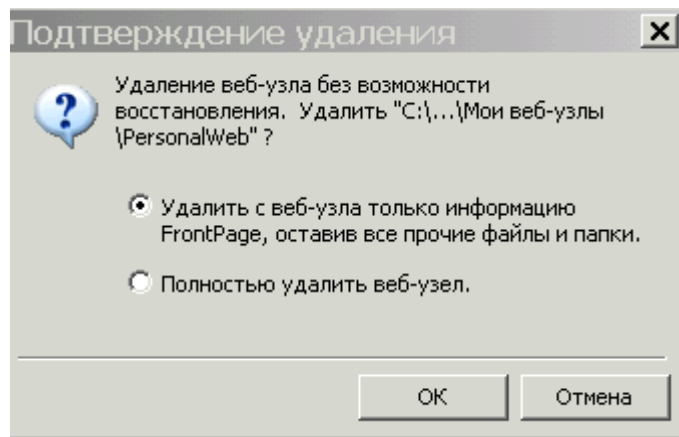 Подтверждение удаления
Удаление веб-узла без возможности
восстановления. Удалить "C:\...\Мои веб-узлы
\PersonalWeb" ?
Удалить с веб-узла только информацию
FrontPage, оставив все прочие файлы и папки.
Полностью удалить веб-узел.
ОК
Отмена